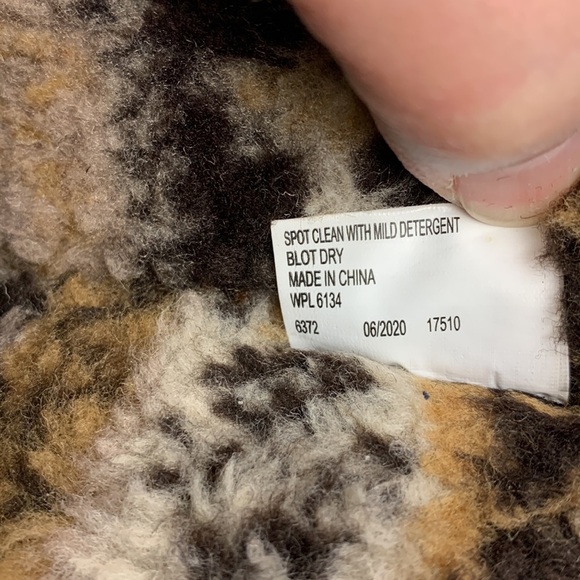 SPOT CLEAN WITH MILD DETERGENT
BLOT DRY
MADE IN CHINA
WPL 6134
6372 06/2020 17510